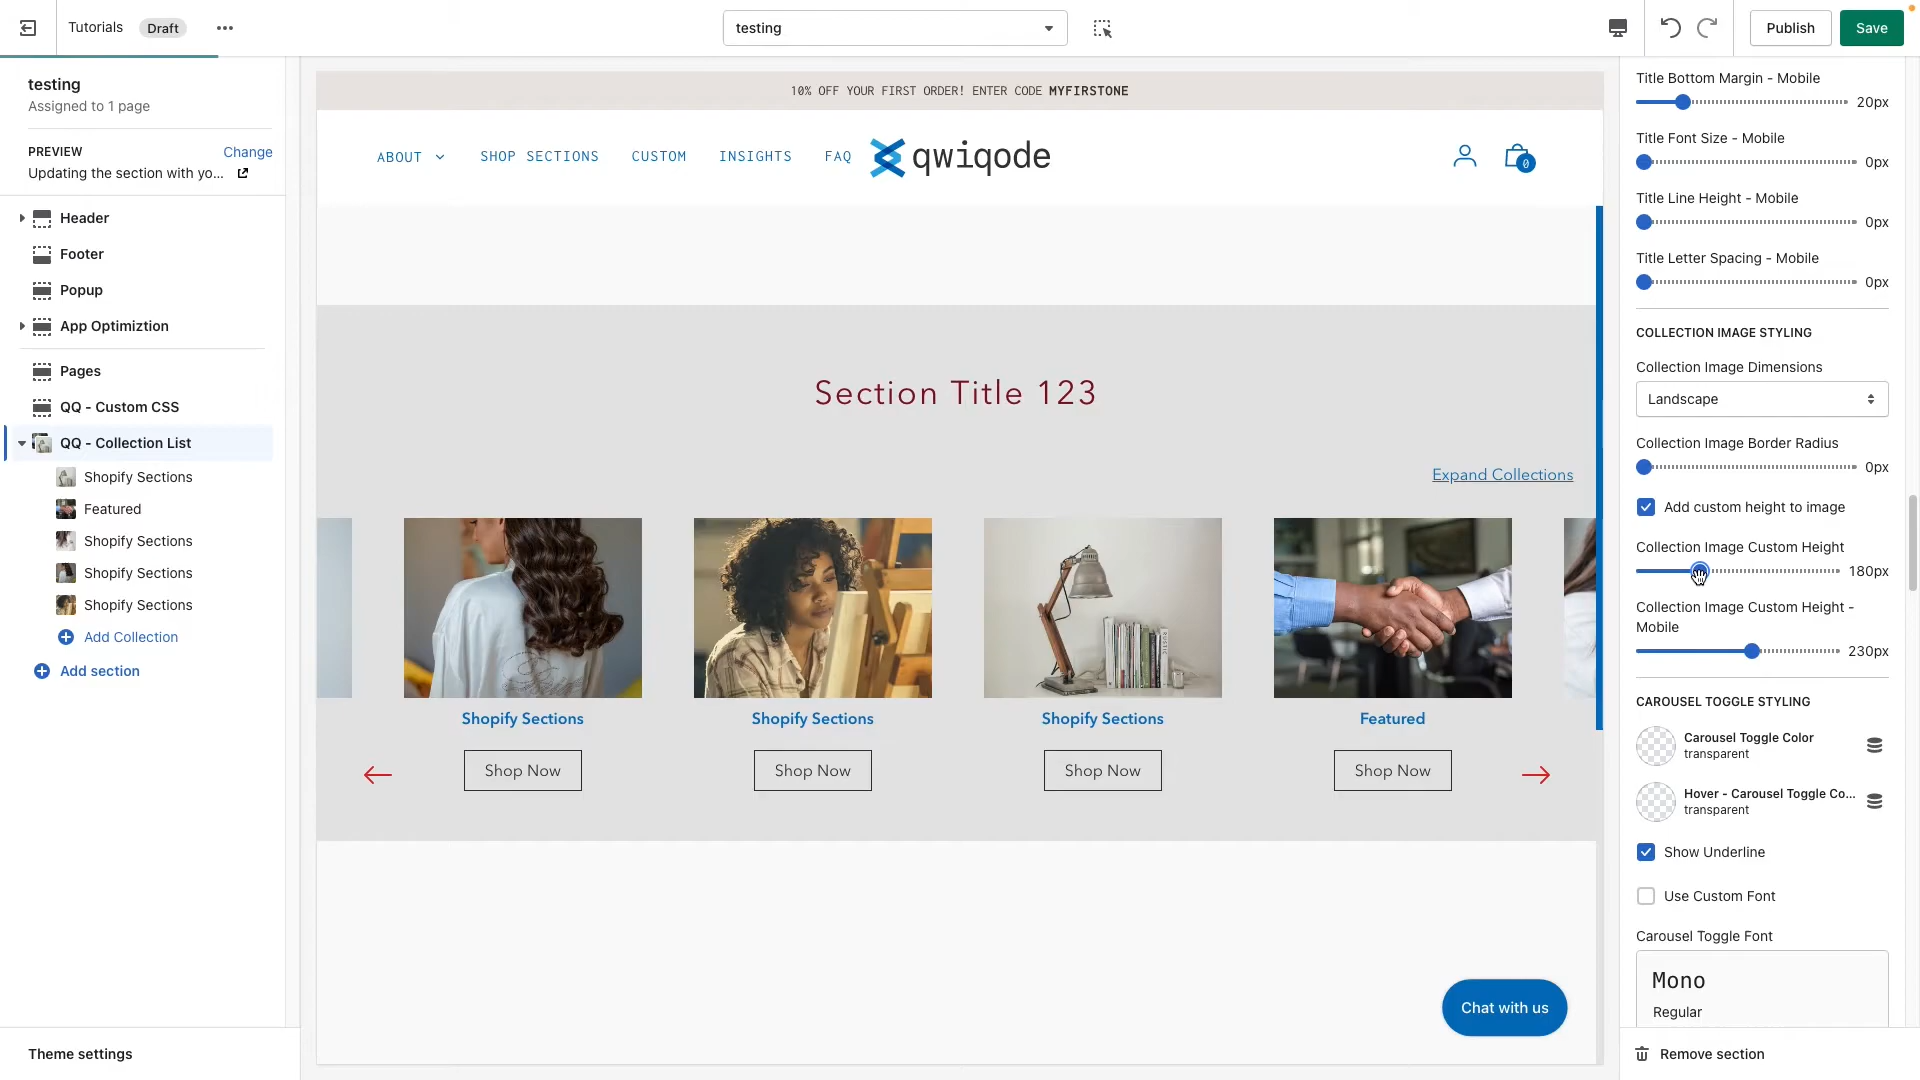 Tutorials
Draft
testing
Publish
Save
testing
Assigned to 1 page
PREVIEW
Change
Updating the section with yo...
Header
Footer
Popup
App Optimiztion
Pages
QQ - Custom CSS
QQ - Collection List
Shopify Sections
Featured
Shopify Sections
Shopify Sections
Shopify Sections
Add Collection
Add section
Theme settings
10% OFF YOUR FIRST ORDER! ENTER CODE MYFIRSTONE
ABOUT
SHOP SECTIONS
CUSTOM
INSIGHTS
FAQ
qwiqode
0
Section Title 123
Expand Collections
Shopify Sections
Shopify Sections
Shopify Sections
Featured
Shop Now
Shop Now
Shop Now
Shop Now
Chat with us
Title Bottom Margin - Mobile
20px
Title Font Size - Mobile
0px
Title Line Height - Mobile
0px
Title Letter Spacing - Mobile
0px
COLLECTION IMAGE STYLING
Collection Image Dimensions
Landscape
Collection Image Border Radius
0px
Add custom height to image
Collection Image Custom Height
180px
Collection Image Custom Height -
Mobile
230px
CAROUSEL TOGGLE STYLING
Carousel Toggle Color
transparent
Hover - Carousel Toggle Co...
transparent
Show Underline
Use Custom Font
Carousel Toggle Font
Mono
Regular
Remove section